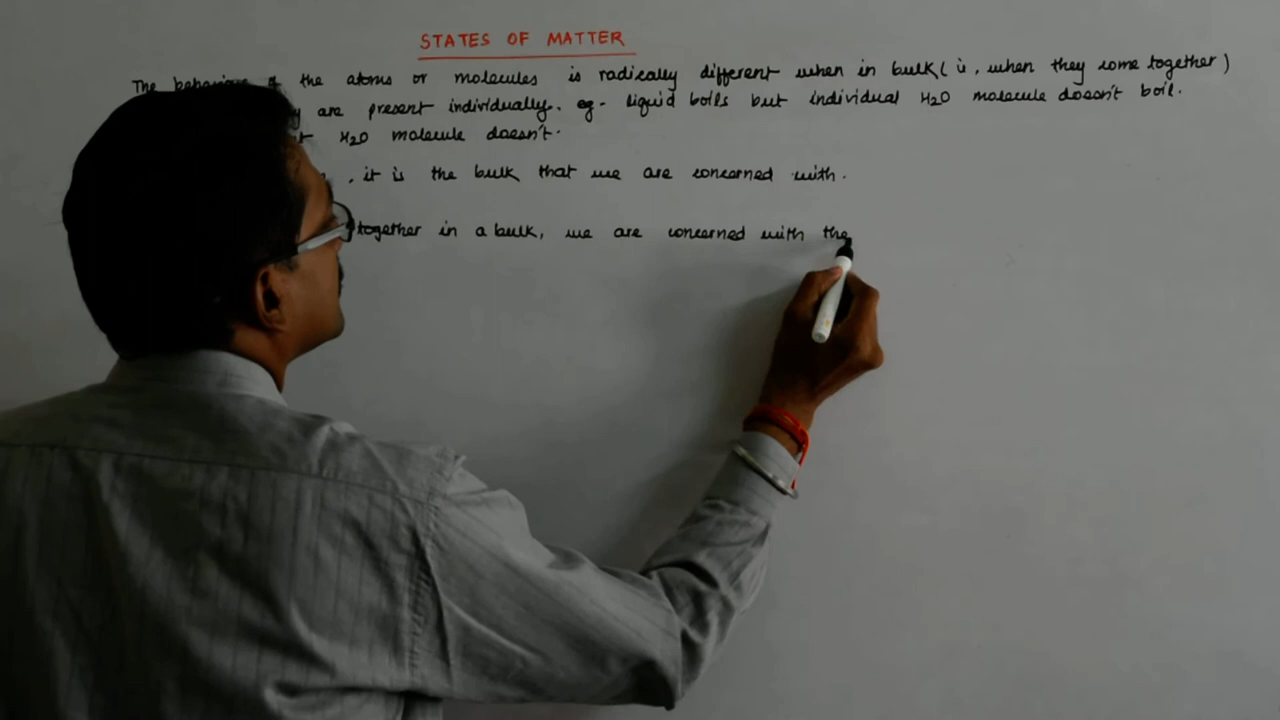 STATES OF MATTER
The behaviour of the atoms or molecules is radically different when in bulk (ie, when they come together)
are present individually. eg- liquid boils but individual H2O molecule doesn't boil.
H2O molecule doesn't.
, it is the bulk that we are concerned with.
together in a bulk, we are concerned with the